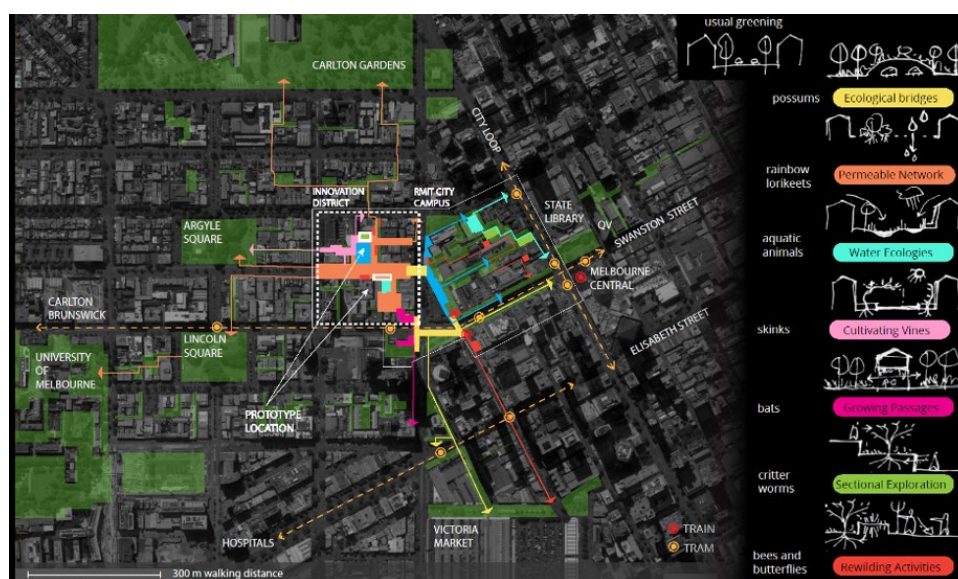 usual greening
CARLTON GARDENS
possums
Ecological bridges
CITY LOOP
rainbow
lorikeets
Permeable Network
INNOVATION
DISTRICT
RMIT CITY
CAMPUS
STATE
LIBRARY
QV
SWANSTON STREET
ARGYLE
SQUARE
aquatic
animals
Water Ecologies
MELBOURNE
CENTRAL
CARLTON
BRUNSWICK
LINCOLN
SQUARE
ELISABETH STREET
skinks
Cultivating Vines
UNIVERSITY
OF
MELBOURNE
PROTOTYPE
LOCATION
bats
Growing Passages
critter
worms
Sectional Exploration
HOSPITALS
VICTORIA
MARKET
TRAIN
TRAM
bees and
butterflies
Rewilding Activities
300 m walking distance